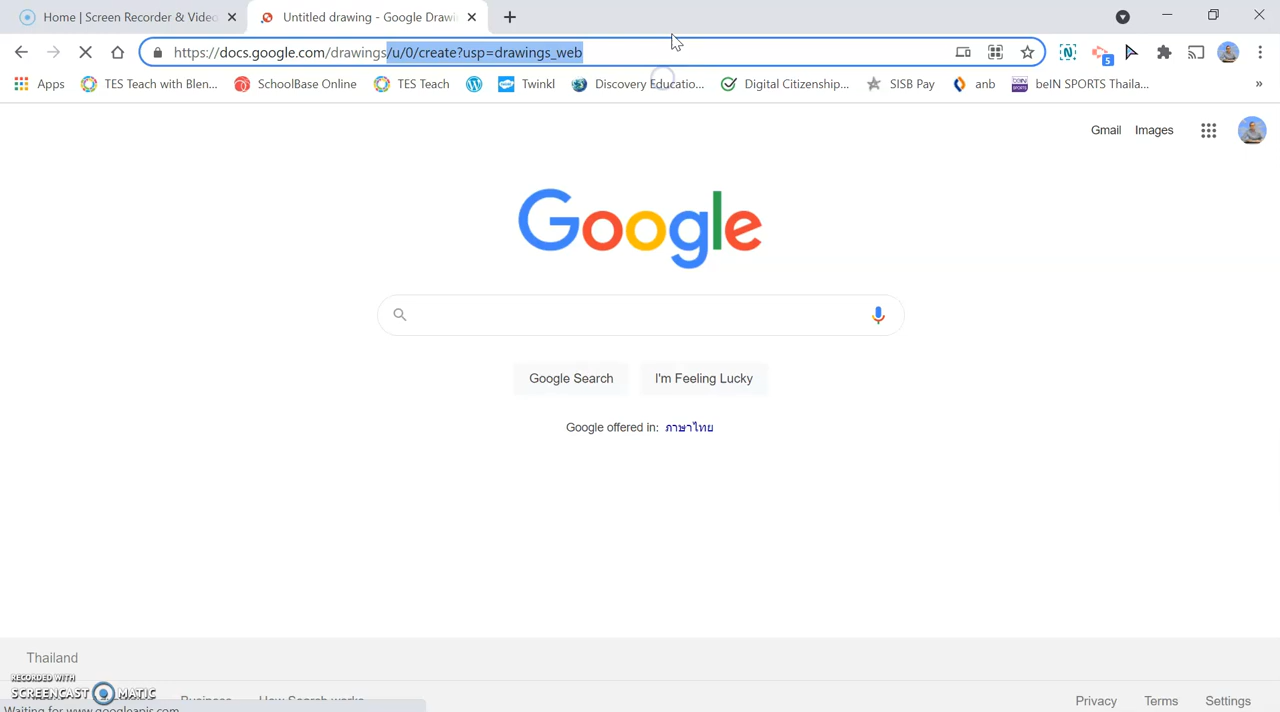 Home | Screen Recorder & Video
Untitled drawing - Google Drawi
https://docs.google.com/drawings/u/0/create?usp=drawings_web
5
Apps
TES Teach with Blen...
SchoolBase Online
TES Teach
Twinkl
Discovery Educatio...
Digital Citizenship...
SISB Pay
anb
beIN SPORTS Thaila...
Gmail
Images
Google
Google Search
I'm Feeling Lucky
Google offered in: ภาษาไทย
Thailand
RECORDED WITH
SCREENCAST MATIC
Business
How Search works
Privacy
Terms
Settings
Waiting for www.googleapis.com